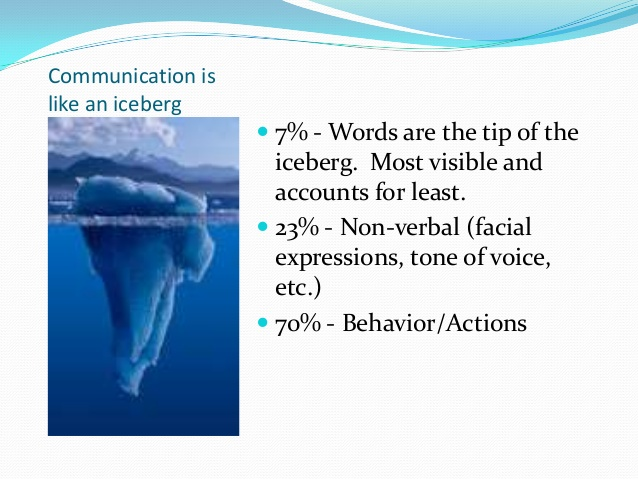 Communication is
like an iceberg
• 7% - Words are the tip of the
iceberg. Most visible and
accounts for least.
• 23% - Non-verbal (facial
expressions, tone of voice,
etc.)
• 70% - Behavior/Actions